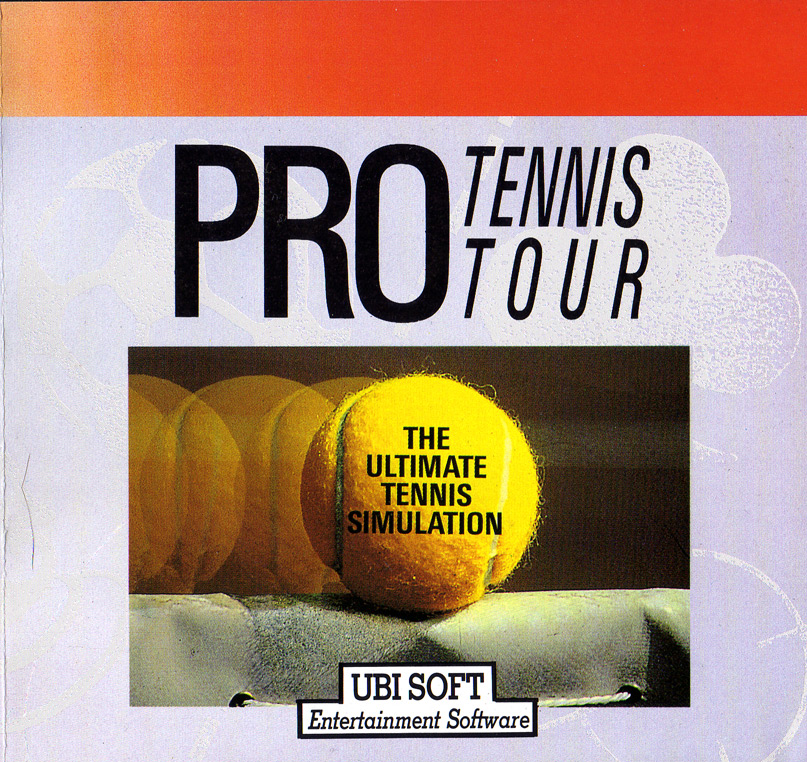 PRO TENNIS
TOUR
THE
ULTIMATE
TENNIS
SIMULATION
UBI SOFT
Entertainment Software